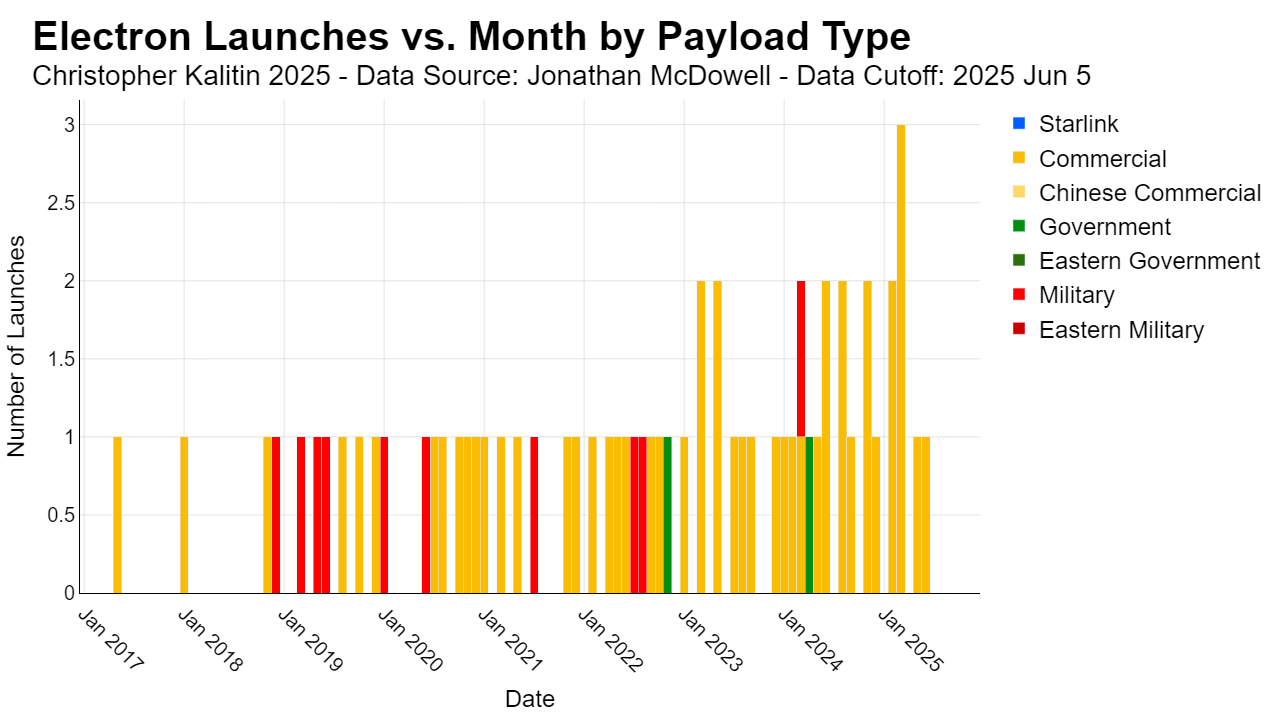 Electron Launches vs. Month by Payload Type
Christopher Kalitin 2025 - Data Source: Jonathan McDowell - Data Cutoff: 2025 Jun 5
Number of Launches
3
2.5
2
1.5
1
0.5
0
Jan 2017
Jan 2018
Jan 2019
Jan 2020
Jan 2021
Jan 2022
Jan 2023
Jan 2024
Jan 2025
Date
Starlink
Commercial
Chinese Commercial
Government
Eastern Government
Military
Eastern Military